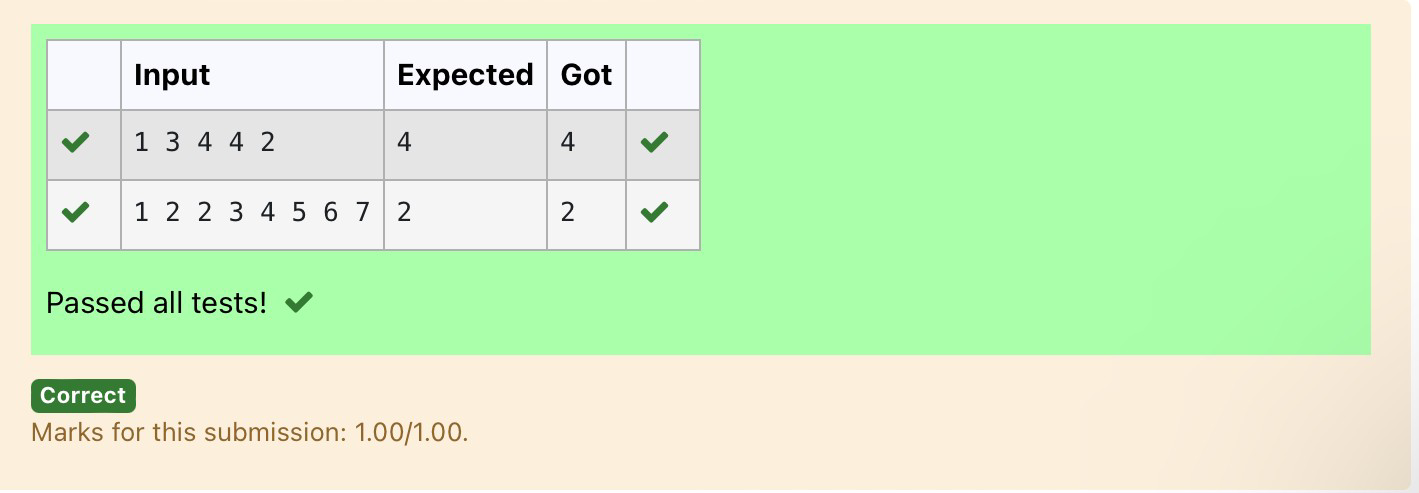 Input Expected Got
1 3 4 4 2 4 4
1 2 2 3 4 5 6 7 2 2
Passed all tests!
Correct
Marks for this submission: 1.00/1.00.